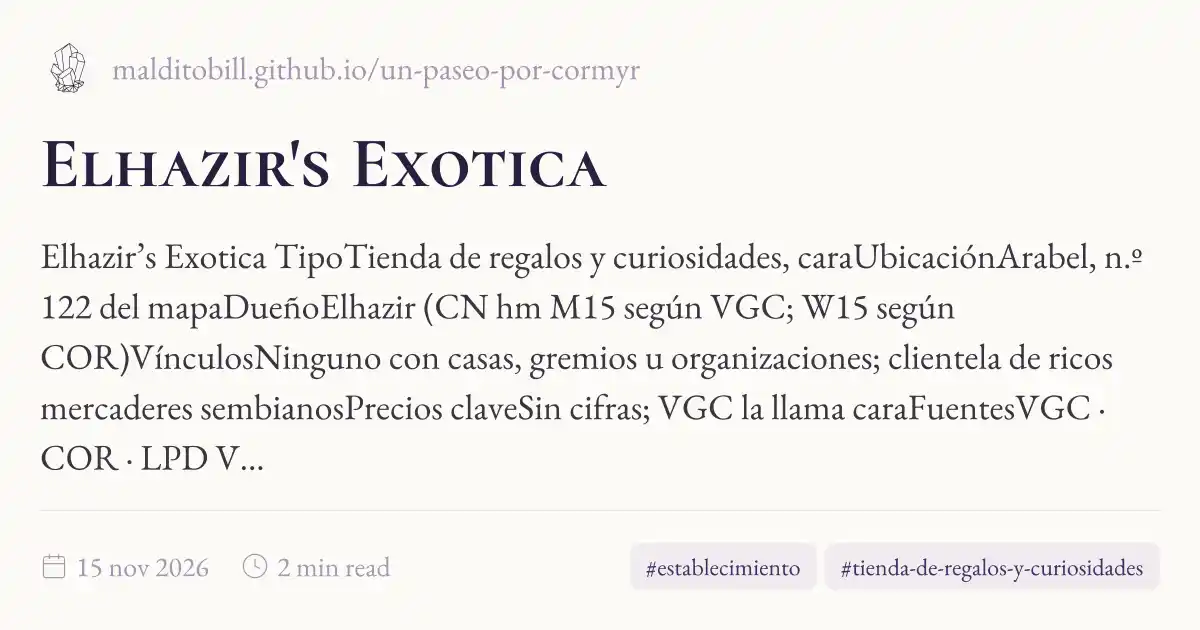 malditobill.github.io/un-paseo-por-cormyr
Elhazir's Exotica
Elhazir’s Exotica TipoTienda de regalos y curiosidades, caraUbicaciónArabel, n.º
122 del mapaDueñoElhazir (CN hm M15 según VGC; W15 según
COR)VínculosNinguno con casas, gremios u organizaciones; clientela de ricos
mercaderes sembianosPrecios claveSin cifras; VGC la llama caraFuentesVGC ·
COR · LPD V...
15 nov 2026 2 min read #establecimiento #tienda-de-regalos-y-curiosidades